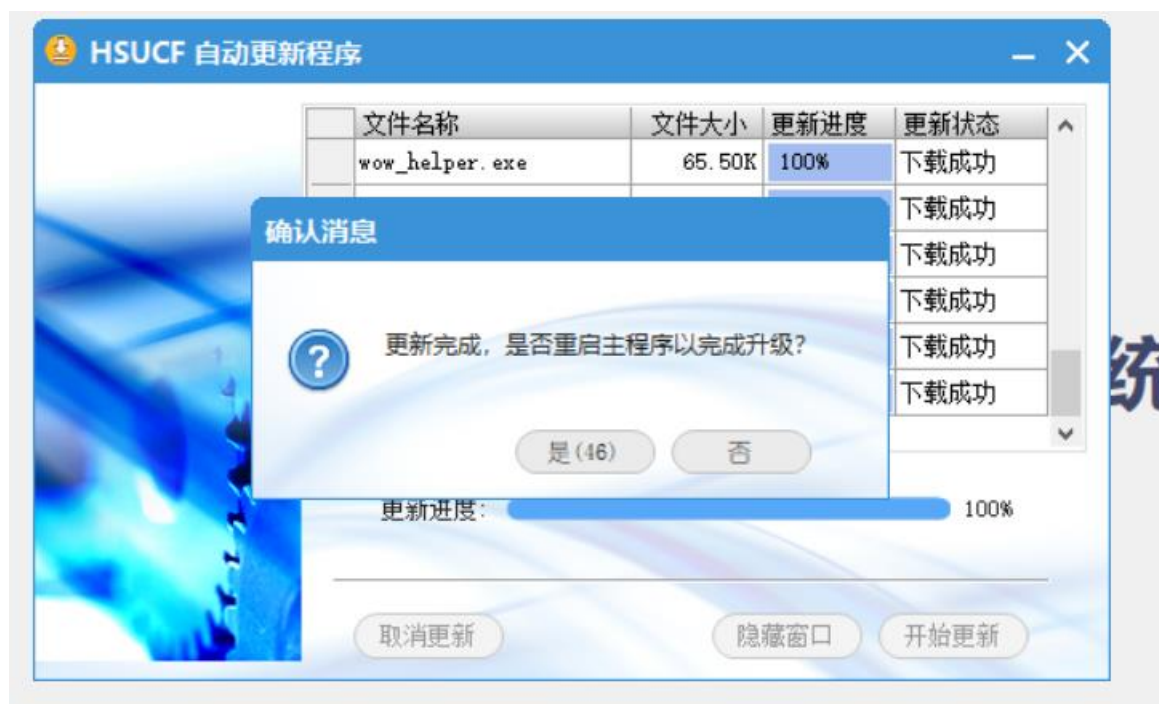 HSUCF 自动更新程序
文件名称 文件大小 更新进度 更新状态
wow_helper.exe 65.50K 100% 下载成功
下载成功
确认消息
下载成功
下载成功
更新完成，是否重启主程序以完成升级？
下载成功
下载成功
是(46) 否
更新进度： 100%
取消更新 隐藏窗口 开始更新
统